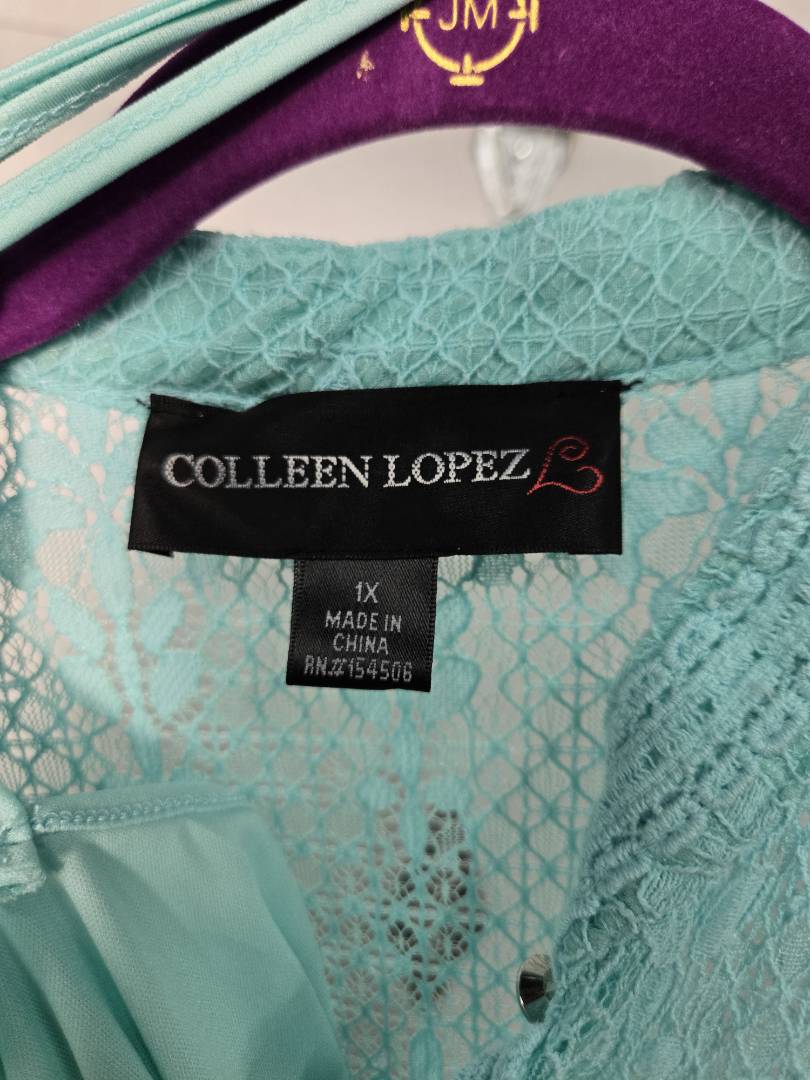 JM
COLLEEN LOPEZ
1X
MADE IN
CHINA
RN#154506